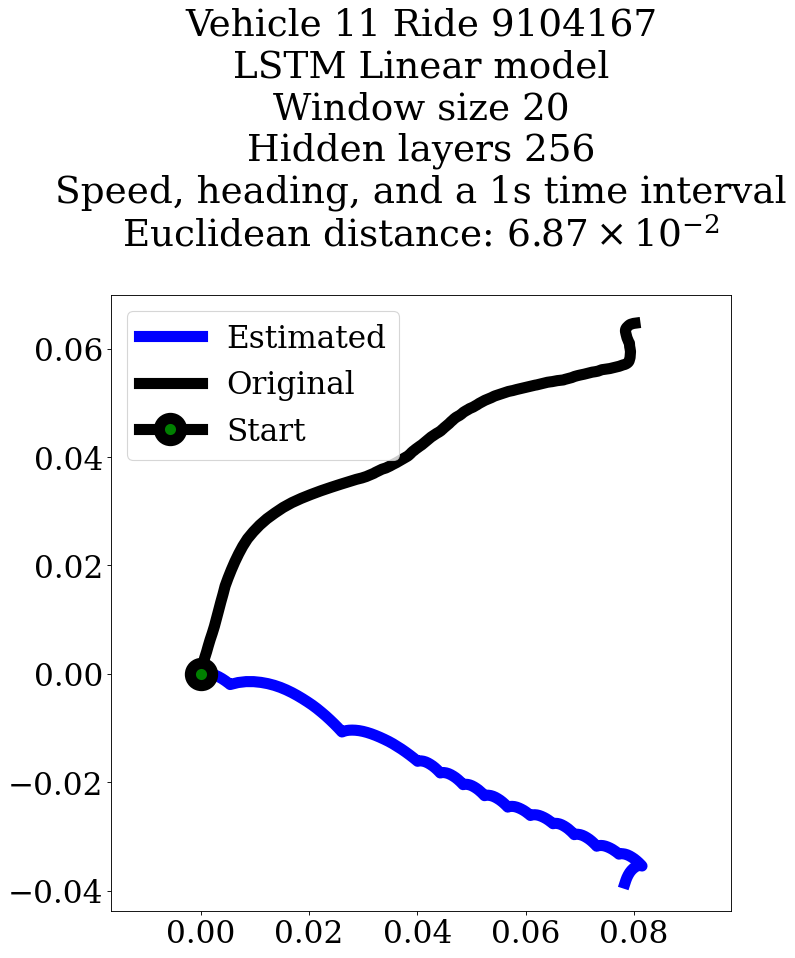 Vehicle 11 Ride 9104167
LSTM Linear model
Window size 20
Hidden layers 256
Speed, heading, and a 1s time interval
Euclidean distance: 6.87 × 10⁻²
Estimated
Original
Start
0.06
0.04
0.02
0.00
−0.02
−0.04
0.00 0.02 0.04 0.06 0.08